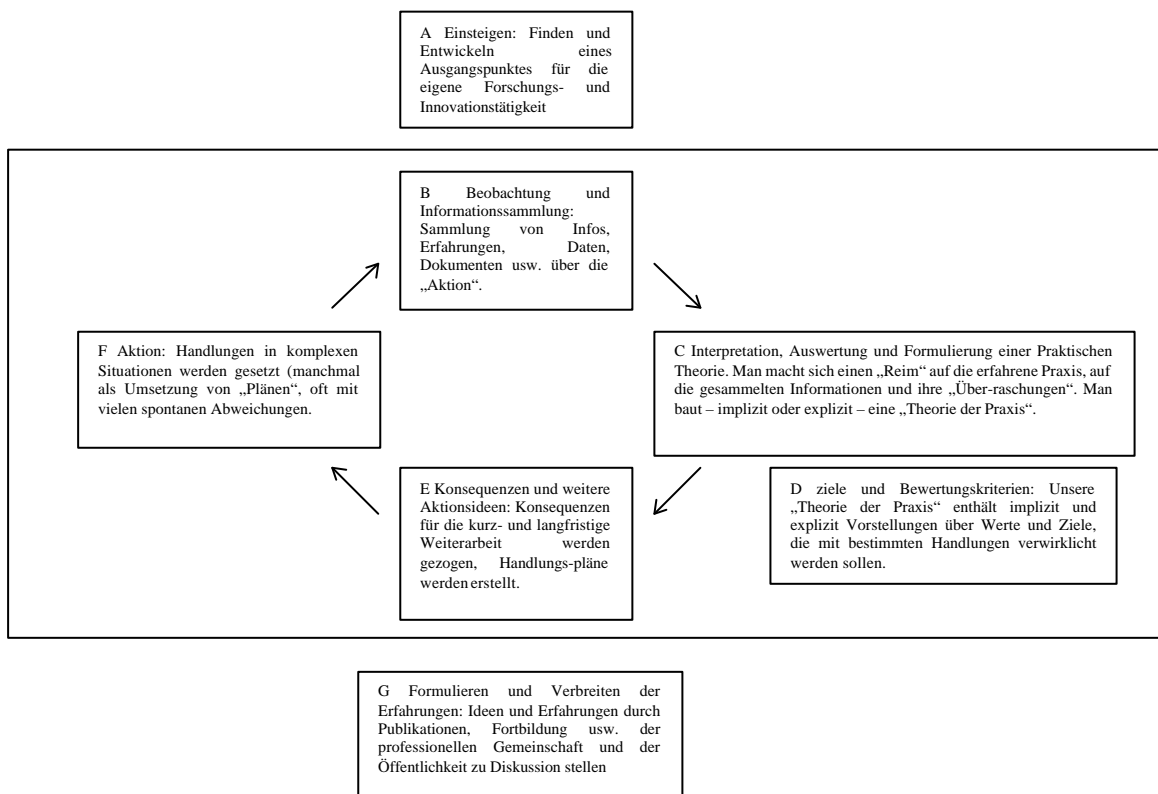 A Einsteigen: Finden und
Entwickeln eines
Ausgangspunktes für die
eigene Forschungs- und
Innovationstätigkeit
B Beobachtung und
Informationssammlung:
Sammlung von Infos,
Erfahrungen, Daten,
Dokumenten usw. über die
„Aktion“.
C Interpretation, Auswertung und Formulierung einer Praktischen
Theorie. Man macht sich einen „Reim“ auf die erfahrene Praxis, auf
die gesammelten Informationen und ihre „Über-raschungen“. Man
baut – implizit oder explizit – eine „Theorie der Praxis“.
D ziele und Bewertungskriterien: Unsere
„Theorie der Praxis“ enthält implizit und
explizit Vorstellungen über Werte und Ziele,
die mit bestimmten Handlungen verwirklicht
werden sollen.
E Konsequenzen und weitere
Aktionsideen: Konsequenzen
für die kurz- und langfristige
Weiterarbeit werden
gezogen, Handlungs-pläne
werden erstellt.
F Aktion: Handlungen in komplexen
Situationen werden gesetzt (manchmal
als Umsetzung von „Plänen“, oft mit
vielen spontanen Abweichungen.
G Formulieren und Verbreiten der
Erfahrungen: Ideen und Erfahrungen durch
Publikationen, Fortbildung usw. der
professionellen Gemeinschaft und der
Öffentlichkeit zu Diskussion stellen